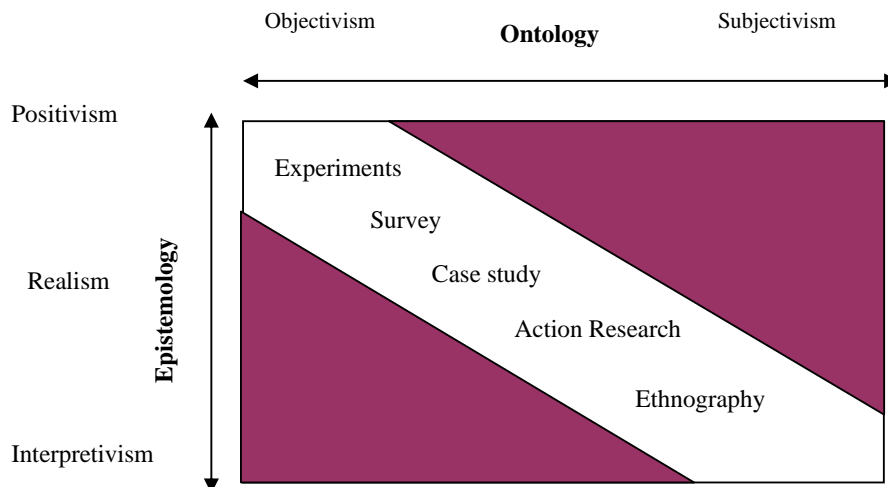 Objectivism
Ontology
Subjectivism
Positivism
Experiments
Survey
Case study
Realism
Epistemology
Action Research
Ethnography
Interpretivism